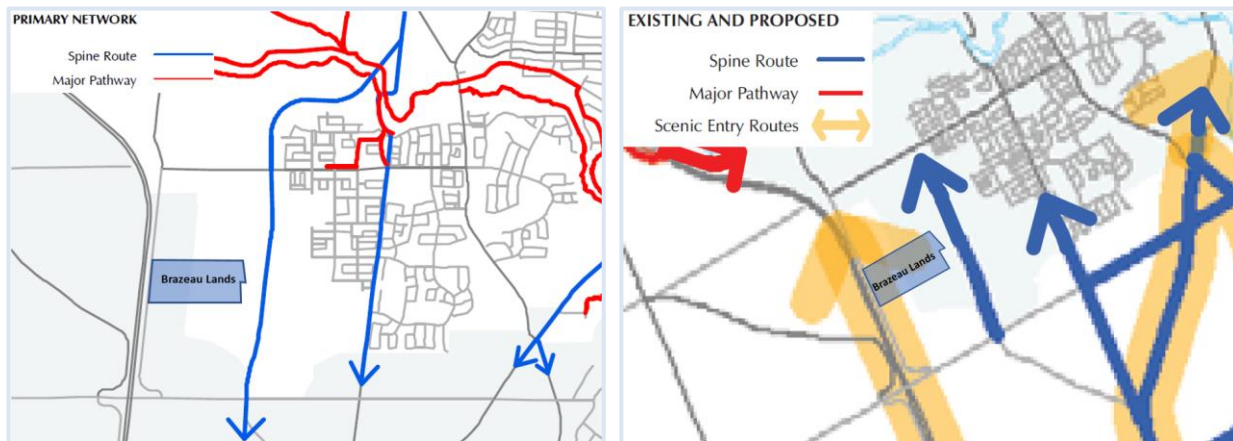 PRIMARY NETWORK
Spine Route
Major Pathway
Brazeau Lands
EXISTING AND PROPOSED
Spine Route
Major Pathway
Scenic Entry Routes
Brazeau Lands